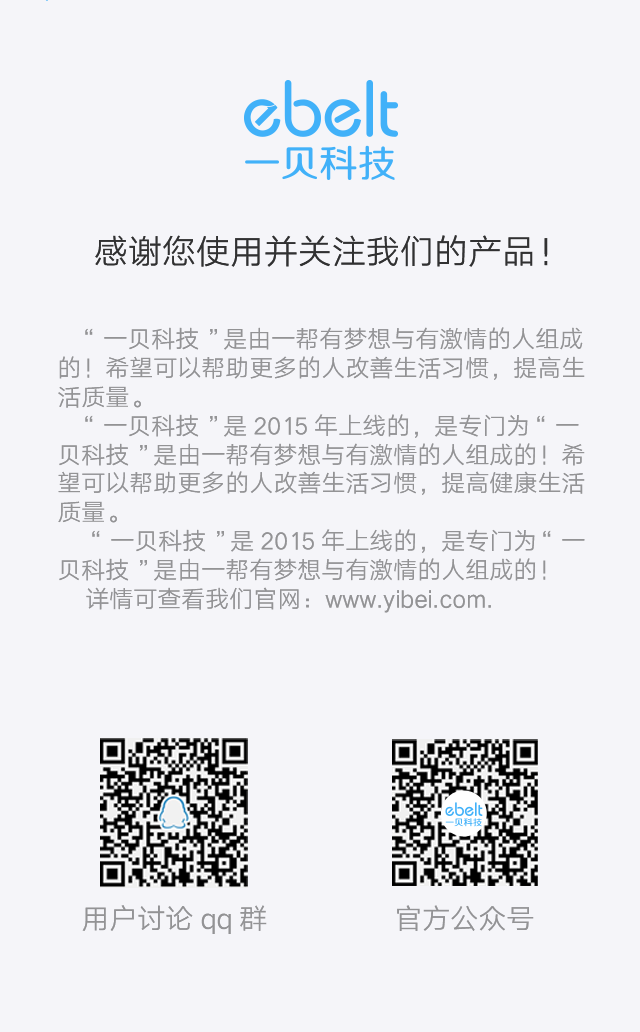 ebelt
一贝科技
感谢您使用并关注我们的产品！
“ 一贝科技 ”是由一帮有梦想与有激情的人组成
的！希望可以帮助更多的人改善生活习惯，提高生
活质量。
“ 一贝科技 ”是 2015 年上线的，是专门为“ 一
贝科技 ”是由一帮有梦想与有激情的人组成的！希
望可以帮助更多的人改善生活习惯，提高健康生活
质量。
“ 一贝科技 ”是 2015 年上线的，是专门为“ 一
贝科技 ”是由一帮有梦想与有激情的人组成的！
详情可查看我们官网：www.yibei.com.
ebelt
一贝科技
用户讨论 qq 群
官方公众号